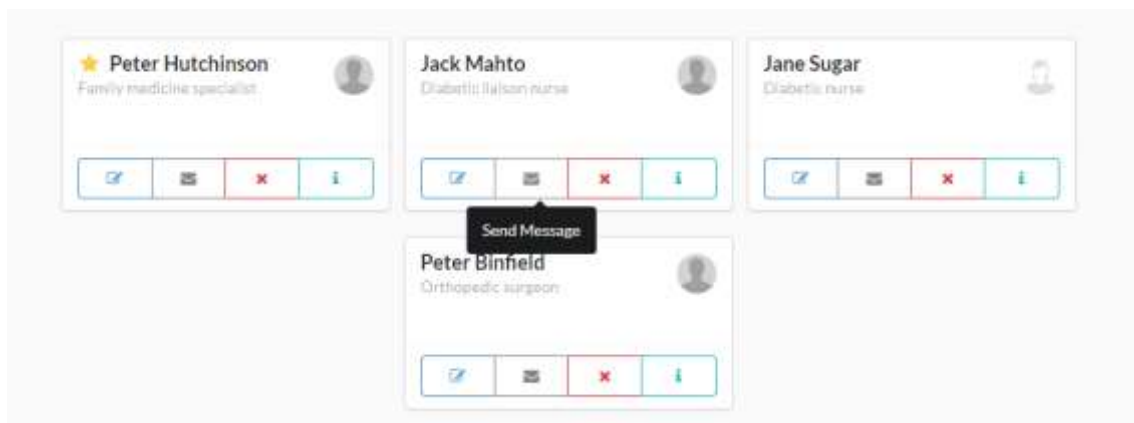 Peter Hutchinson
Family medicine specialist
Jack Mahto
Diabetic liaison nurse
Jane Sugar
Diabetic nurse
Send Message
Peter Binfield
Orthopedic surgeon